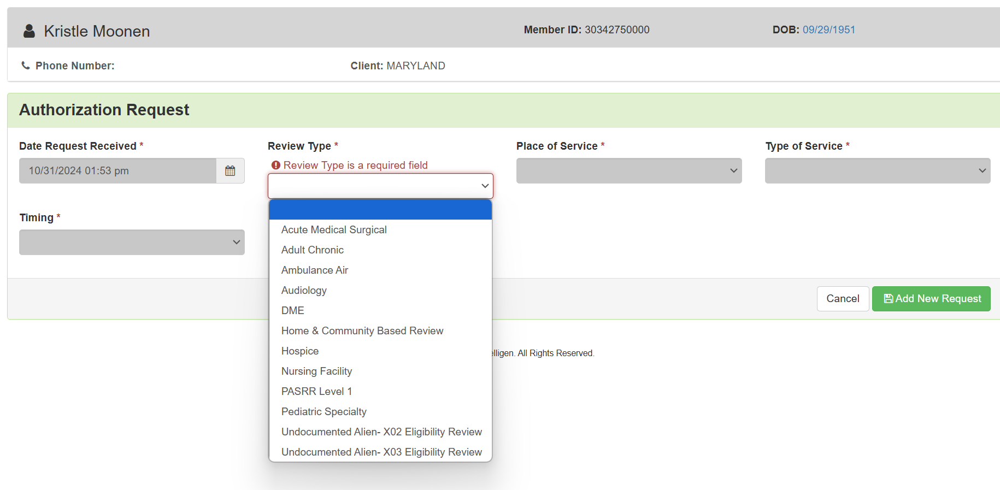 Kristle Moonen
Member ID: 30342750000
DOB: 09/29/1951
Phone Number:
Client: MARYLAND
Authorization Request
Date Request Received *
10/31/2024 01:53 pm
Review Type *
Review Type is a required field
Place of Service *
Type of Service *
Timing *
Acute Medical Surgical
Adult Chronic
Ambulance Air
Audiology
DME
Home & Community Based Review
Hospice
Nursing Facility
PASRR Level 1
Pediatric Specialty
Undocumented Alien- X02 Eligibility Review
Undocumented Alien- X03 Eligibility Review
Cancel
Add New Request
elligen. All Rights Reserved.